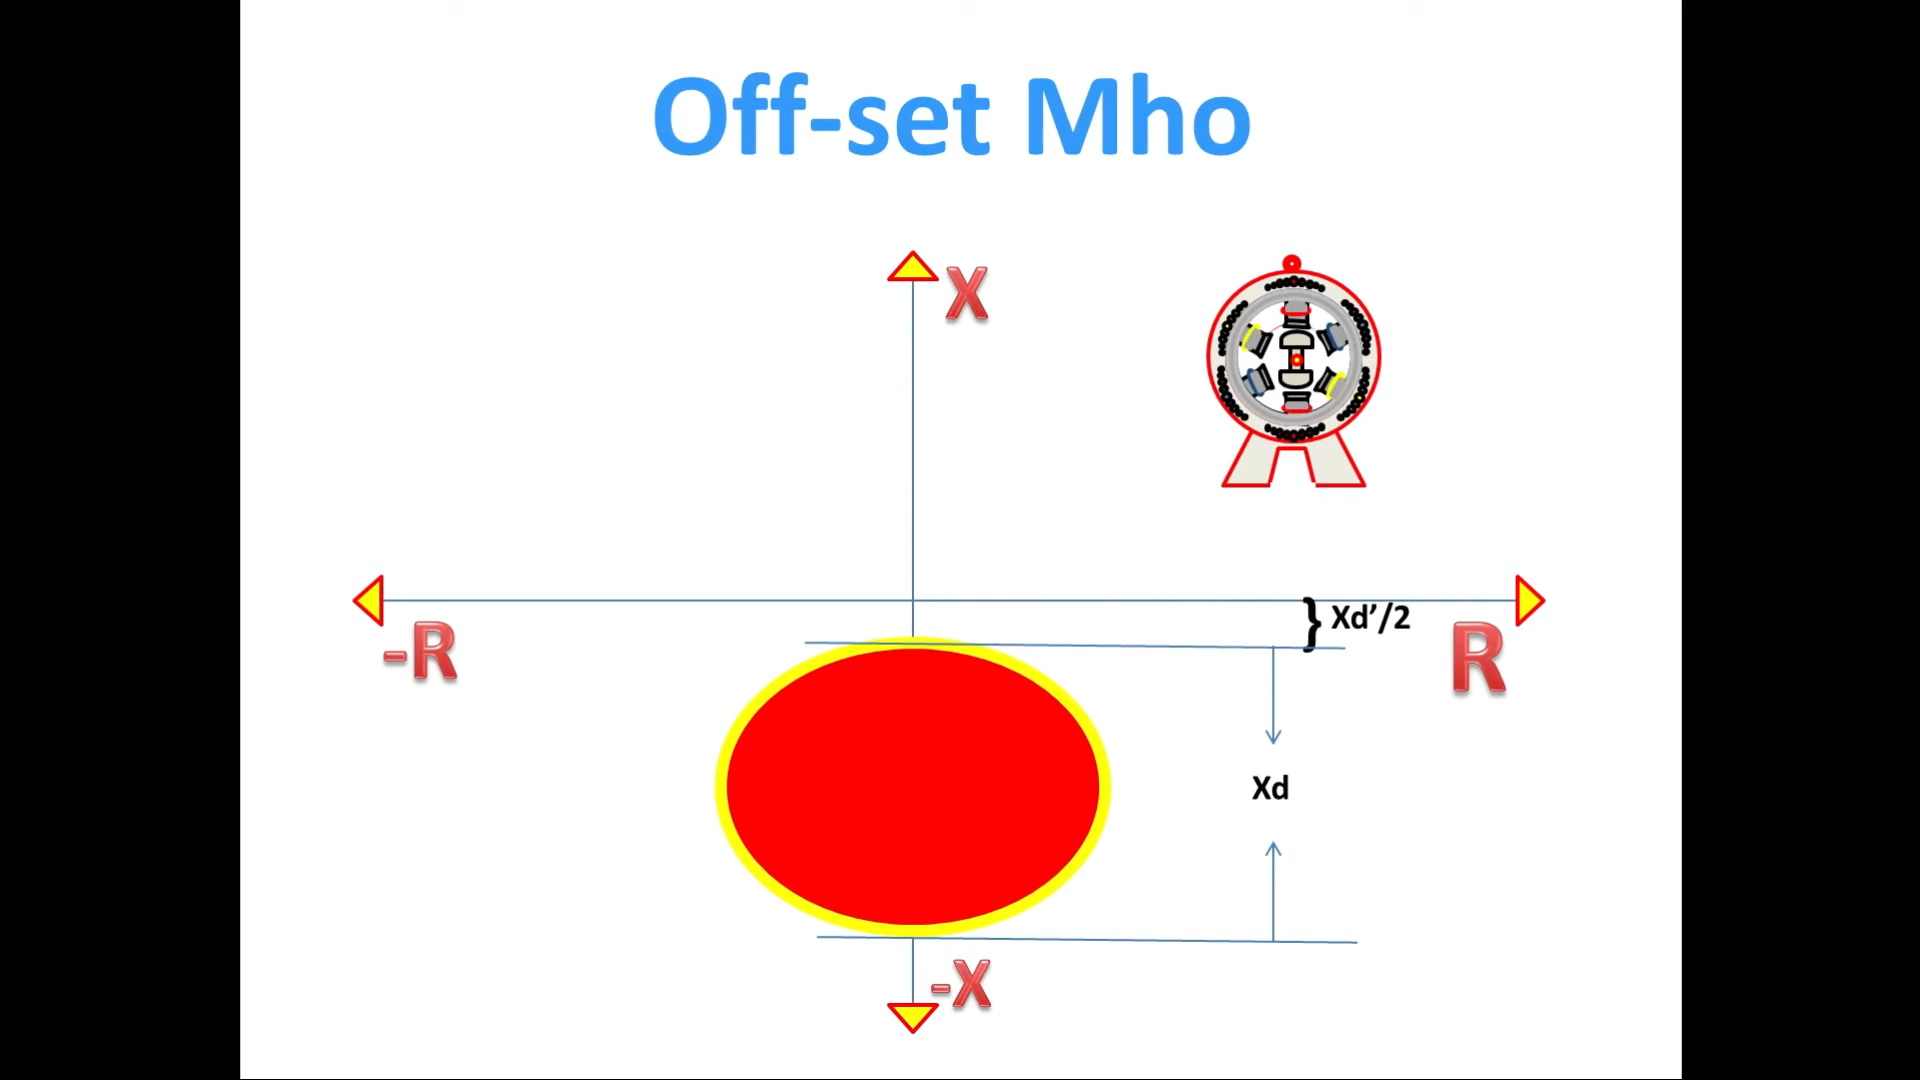 Off-set Mho
X
Xd’/2
-R
R
Xd
-X